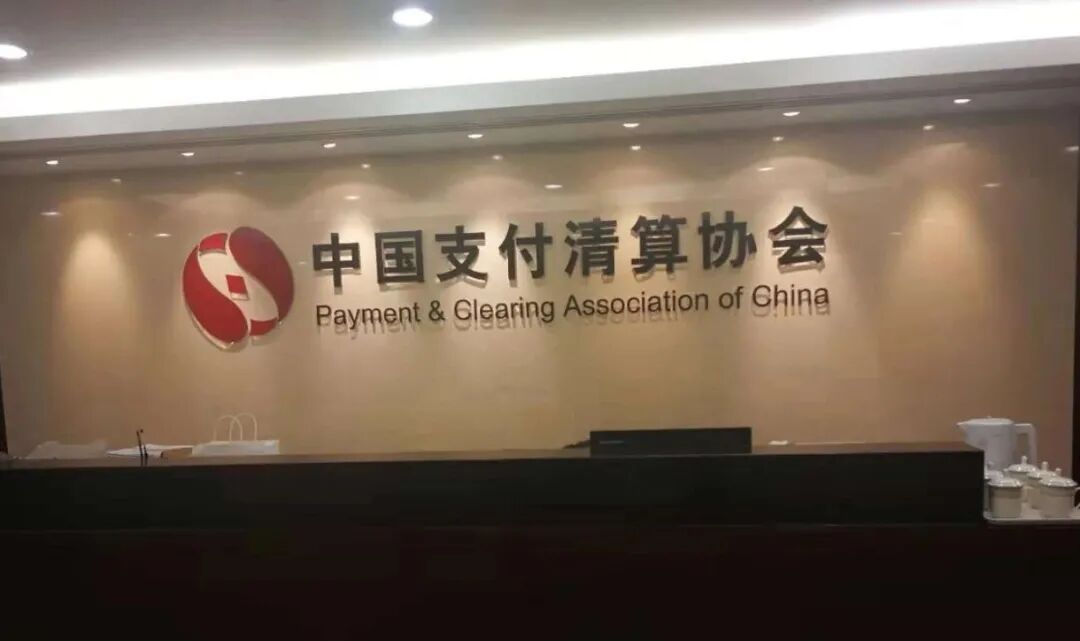 中国支付清算协会
Payment & Clearing Association of China